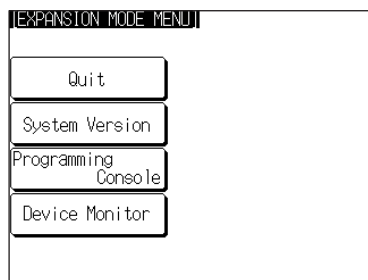 [EXPANSION MODE MENU]
Quit
System Version
Programming
Console
Device Monitor